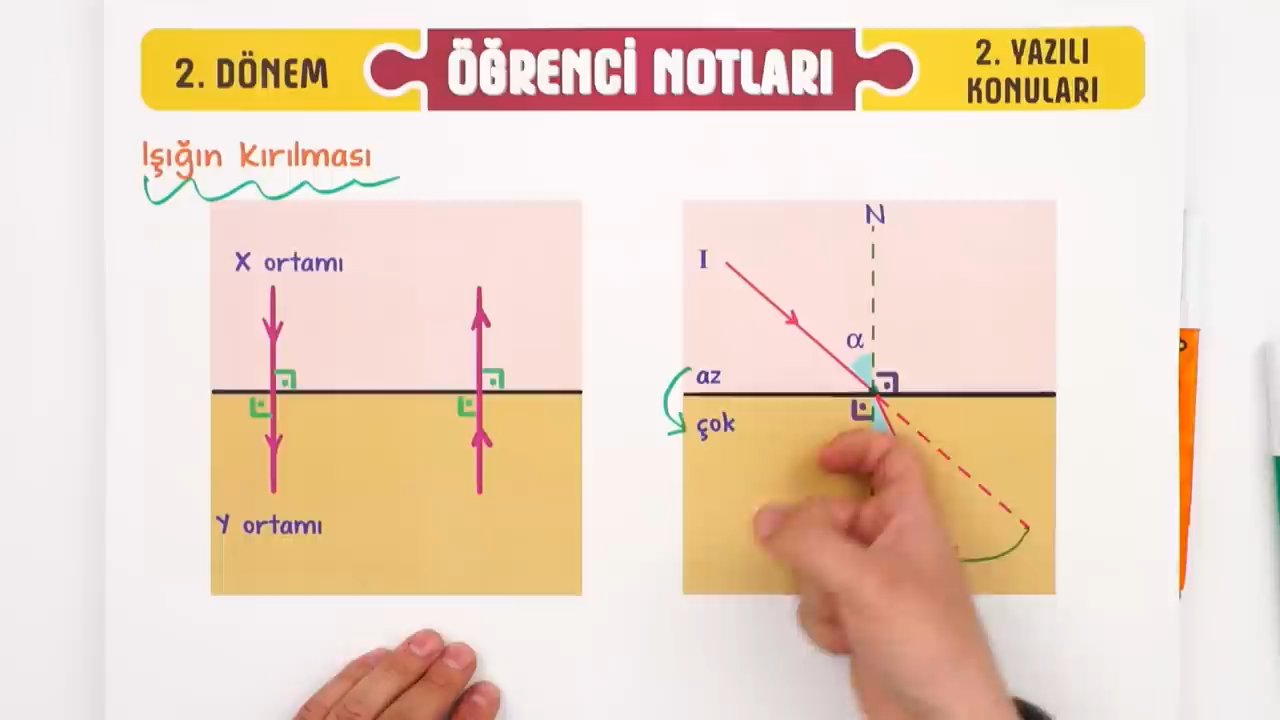 2. DÖNEM
ÖĞRENCİ NOTLARI
2. YAZILI
KONULARI
Işığın Kırılması
X ortamı
Y ortamı
N
I
α
az
çok